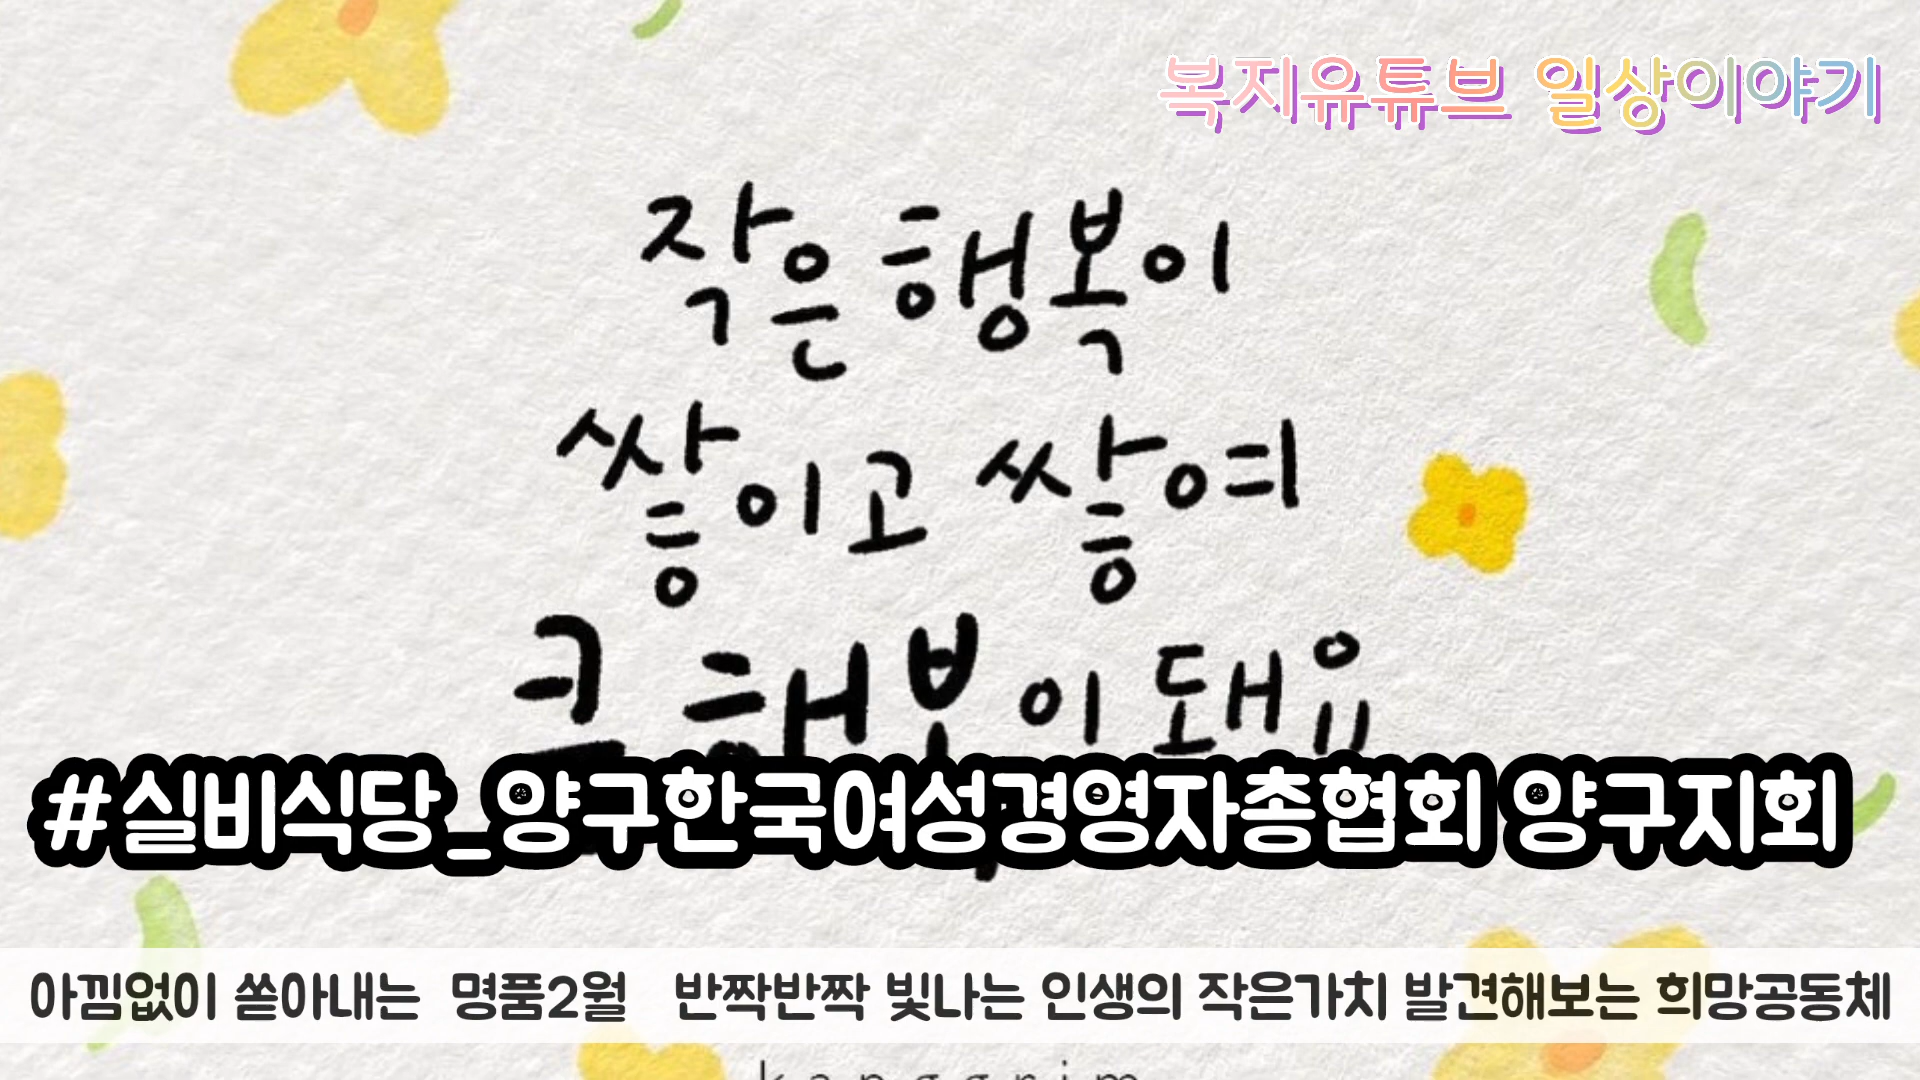 복지유튜브 일상이야기
작은 행복이
쌓이고 쌓여
큰 행복이 돼요
#실비식당_양구한국여성경영자총협회 양구지회
아낌없이 쏟아내는 명품2월 반짝반짝 빛나는 인생의 작은가치 발견해보는 희망공동체
kanggrim